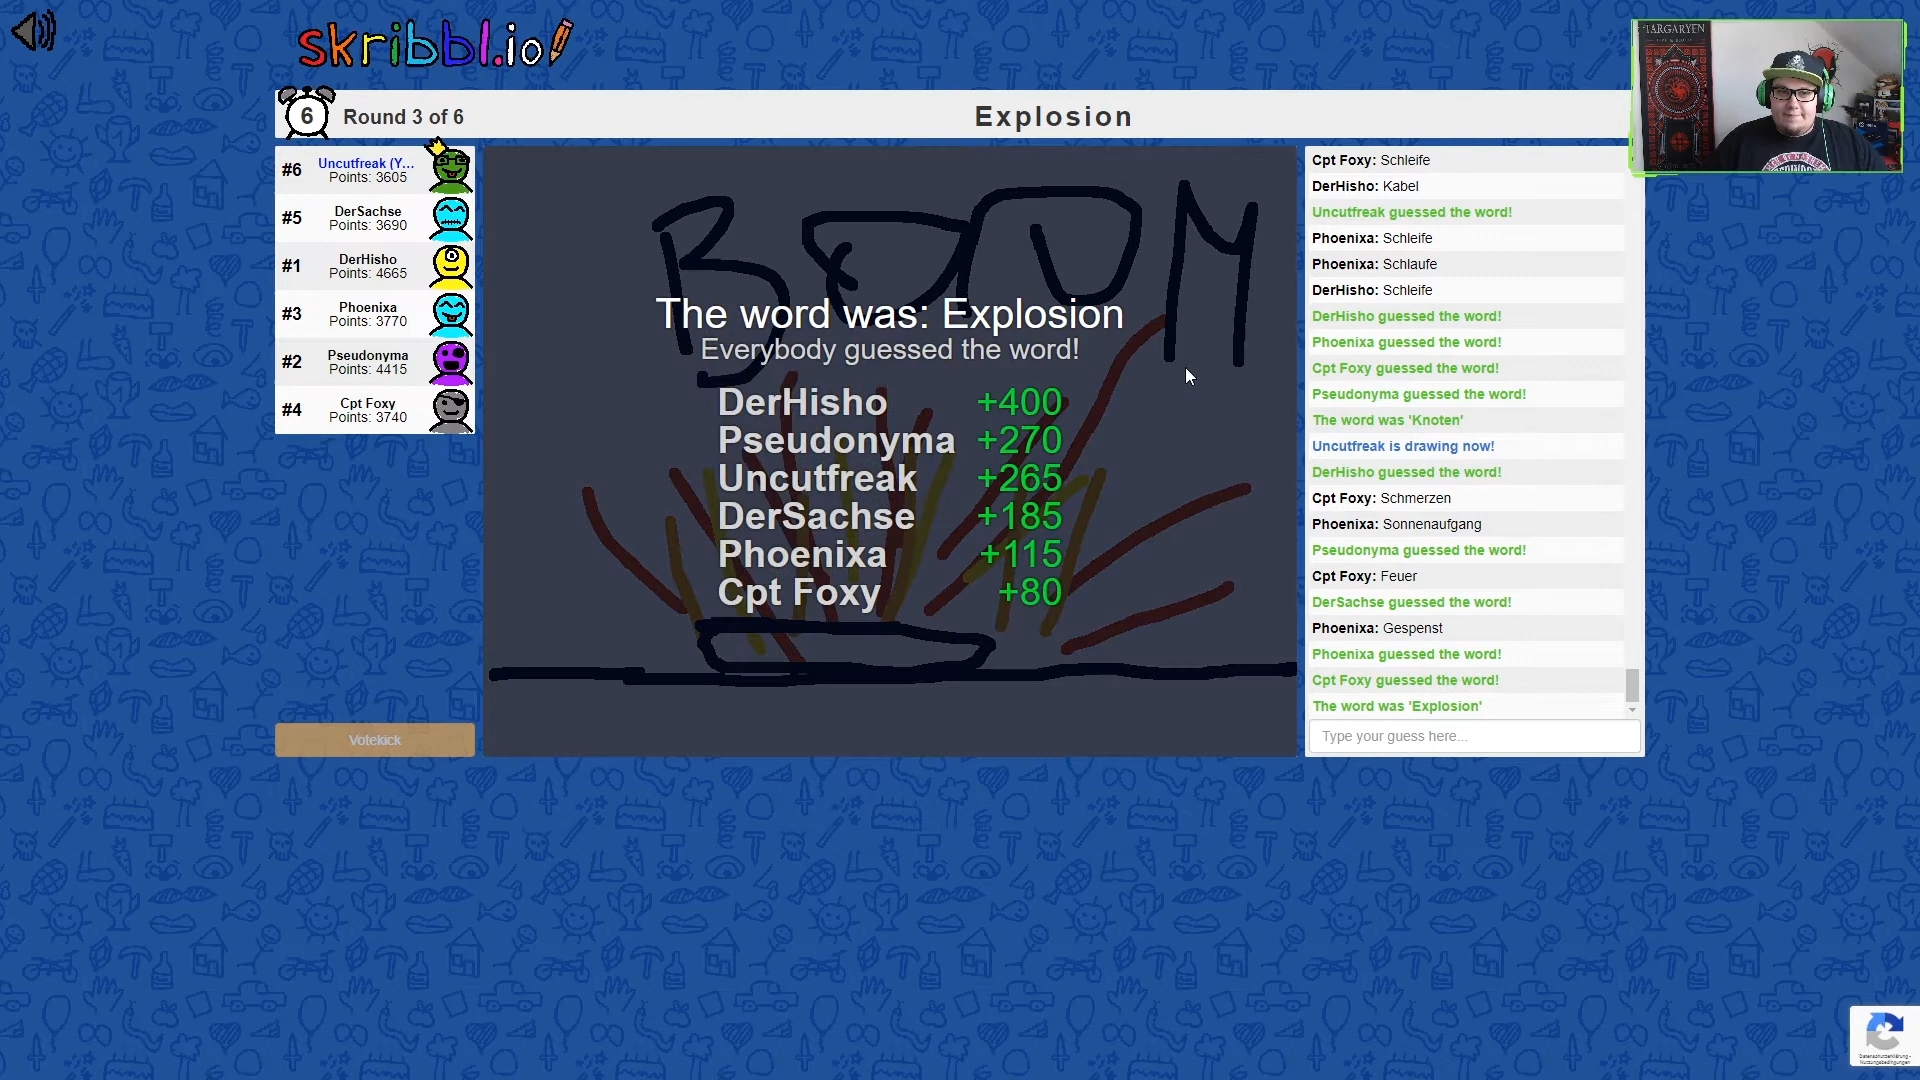 skribbl.io
6
Round 3 of 6
Explosion
TARGARYEN
#6
Uncutfreak (Y...
Points: 3605
#5
DerSachse
Points: 3690
#1
DerHisho
Points: 4665
#3
Phoenixa
Points: 3770
#2
Pseudonyma
Points: 4415
#4
Cpt Foxy
Points: 3740
Votekick
BOOM
The word was: Explosion
Everybody guessed the word!
DerHisho +400
Pseudonyma +270
Uncutfreak +265
DerSachse +185
Phoenixa +115
Cpt Foxy +80
Cpt Foxy: Schleife
DerHisho: Kabel
Uncutfreak guessed the word!
Phoenixa: Schleife
Phoenixa: Schlaufe
DerHisho: Schleife
DerHisho guessed the word!
Phoenixa guessed the word!
Cpt Foxy guessed the word!
Pseudonyma guessed the word!
The word was 'Knoten'
Uncutfreak is drawing now!
DerHisho guessed the word!
Cpt Foxy: Schmerzen
Phoenixa: Sonnenaufgang
Pseudonyma guessed the word!
Cpt Foxy: Feuer
DerSachse guessed the word!
Phoenixa: Gespenst
Phoenixa guessed the word!
Cpt Foxy guessed the word!
The word was 'Explosion'
Type your guess here...
Datenschutzerklärung -
Nutzungsbedingungen